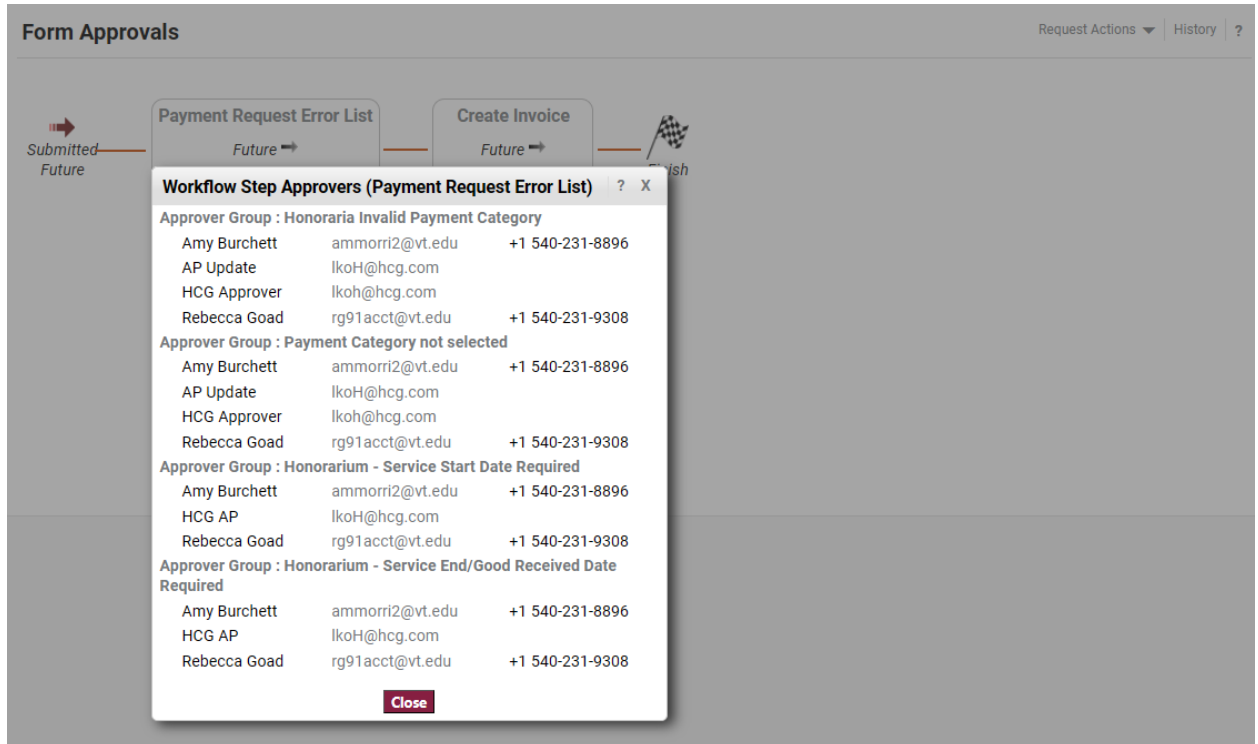 Form Approvals
Request Actions History ?
Payment Request Error List Create Invoice
Submitted Future Future
Future Finish
Workflow Step Approvers (Payment Request Error List) ? X
Approver Group : Honoraria Invalid Payment Category
Amy Burchett ammorri2@vt.edu +1 540-231-8896
AP Update lkoH@hcg.com
HCG Approver lkoh@hcg.com
Rebecca Goad rg91acct@vt.edu +1 540-231-9308
Approver Group : Payment Category not selected
Amy Burchett ammorri2@vt.edu +1 540-231-8896
AP Update lkoH@hcg.com
HCG Approver lkoh@hcg.com
Rebecca Goad rg91acct@vt.edu +1 540-231-9308
Approver Group : Honorarium - Service Start Date Required
Amy Burchett ammorri2@vt.edu +1 540-231-8896
HCG AP lkoH@hcg.com
Rebecca Goad rg91acct@vt.edu +1 540-231-9308
Approver Group : Honorarium - Service End/Good Received Date
Required
Amy Burchett ammorri2@vt.edu +1 540-231-8896
HCG AP lkoH@hcg.com
Rebecca Goad rg91acct@vt.edu +1 540-231-9308
Close